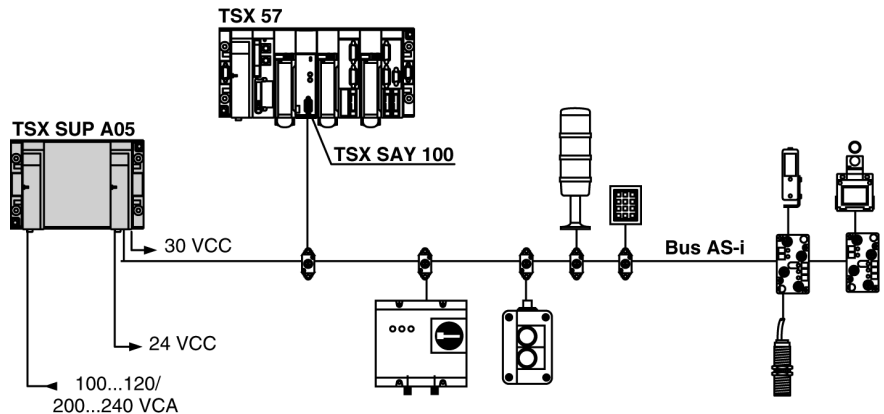 TSX 57
TSX SUP A05
TSX SAY 100
30 VCC
Bus AS-i
24 VCC
100...120/
200...240 VCA